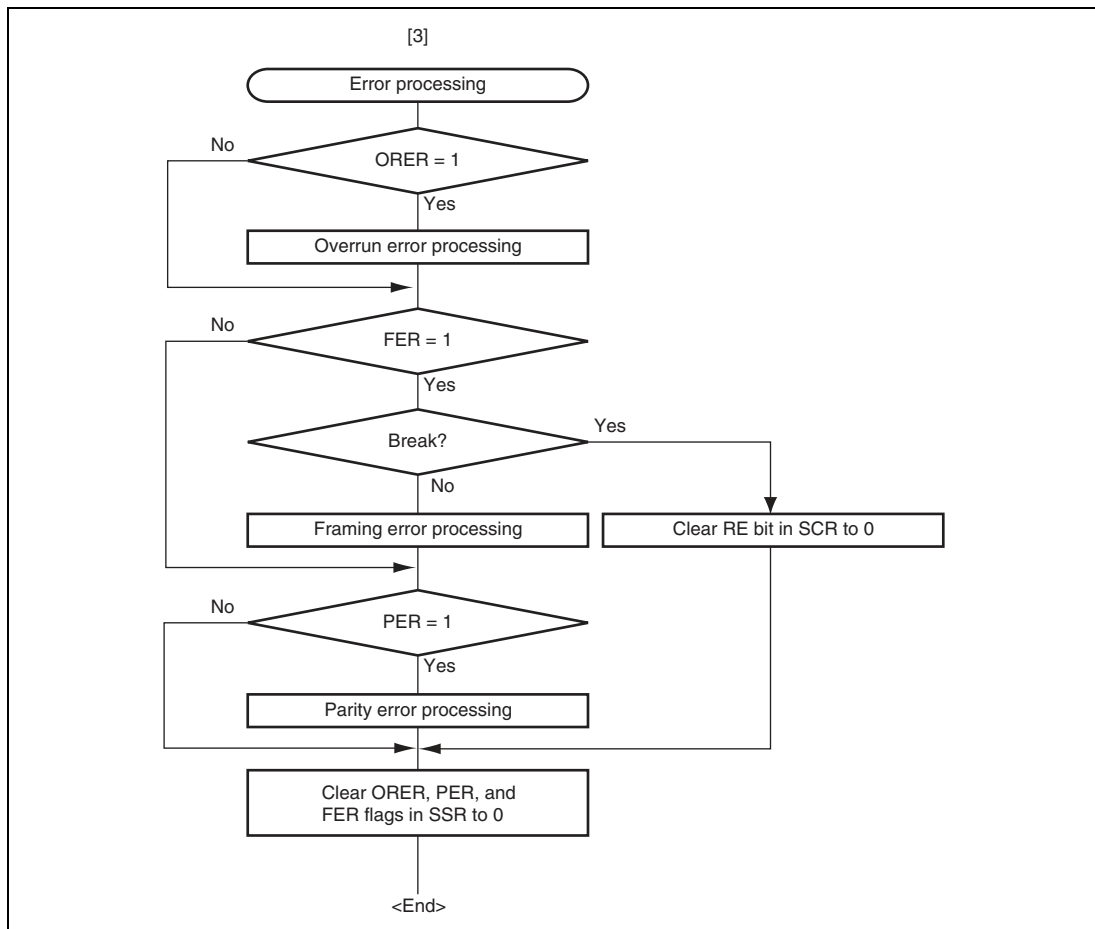 [3]
Error processing
No
ORER = 1
Yes
Overrun error processing
No
FER = 1
Yes
Break?
Yes
No
Framing error processing
Clear RE bit in SCR to 0
No
PER = 1
Yes
Parity error processing
Clear ORER, PER, and
FER flags in SSR to 0
<End>